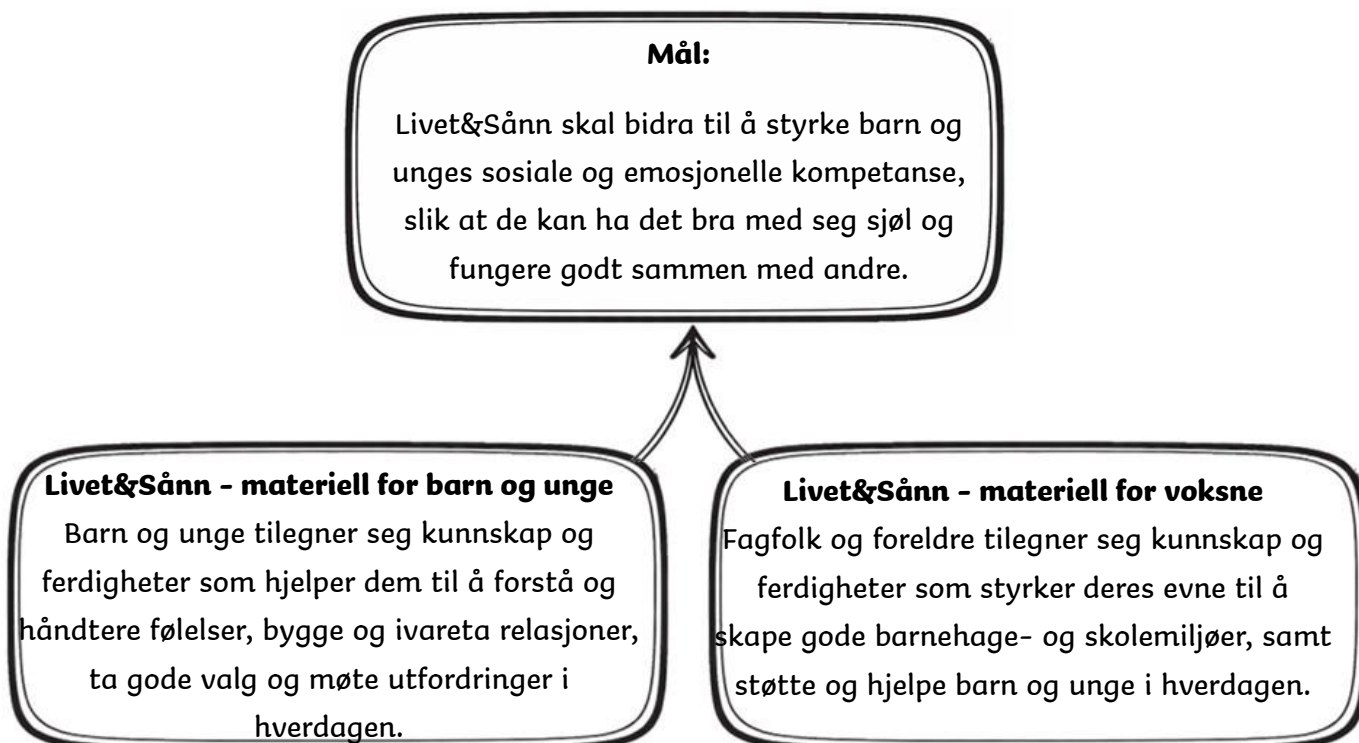 Mål:
Livet&Sånn skal bidra til å styrke barn og
unges sosiale og emosjonelle kompetanse,
slik at de kan ha det bra med seg sjøl og
fungere godt sammen med andre.
Livet&Sånn - materiell for barn og unge
Barn og unge tilegner seg kunnskap og
ferdigheter som hjelper dem til å forstå og
håndtere følelser, bygge og ivareta relasjoner,
ta gode valg og møte utfordringer i
hverdagen.
Livet&Sånn - materiell for voksne
Fagfolk og foreldre tilegner seg kunnskap og
ferdigheter som styrker deres evne til å
skape gode barnehage- og skolemiljøer, samt
støtte og hjelpe barn og unge i hverdagen.